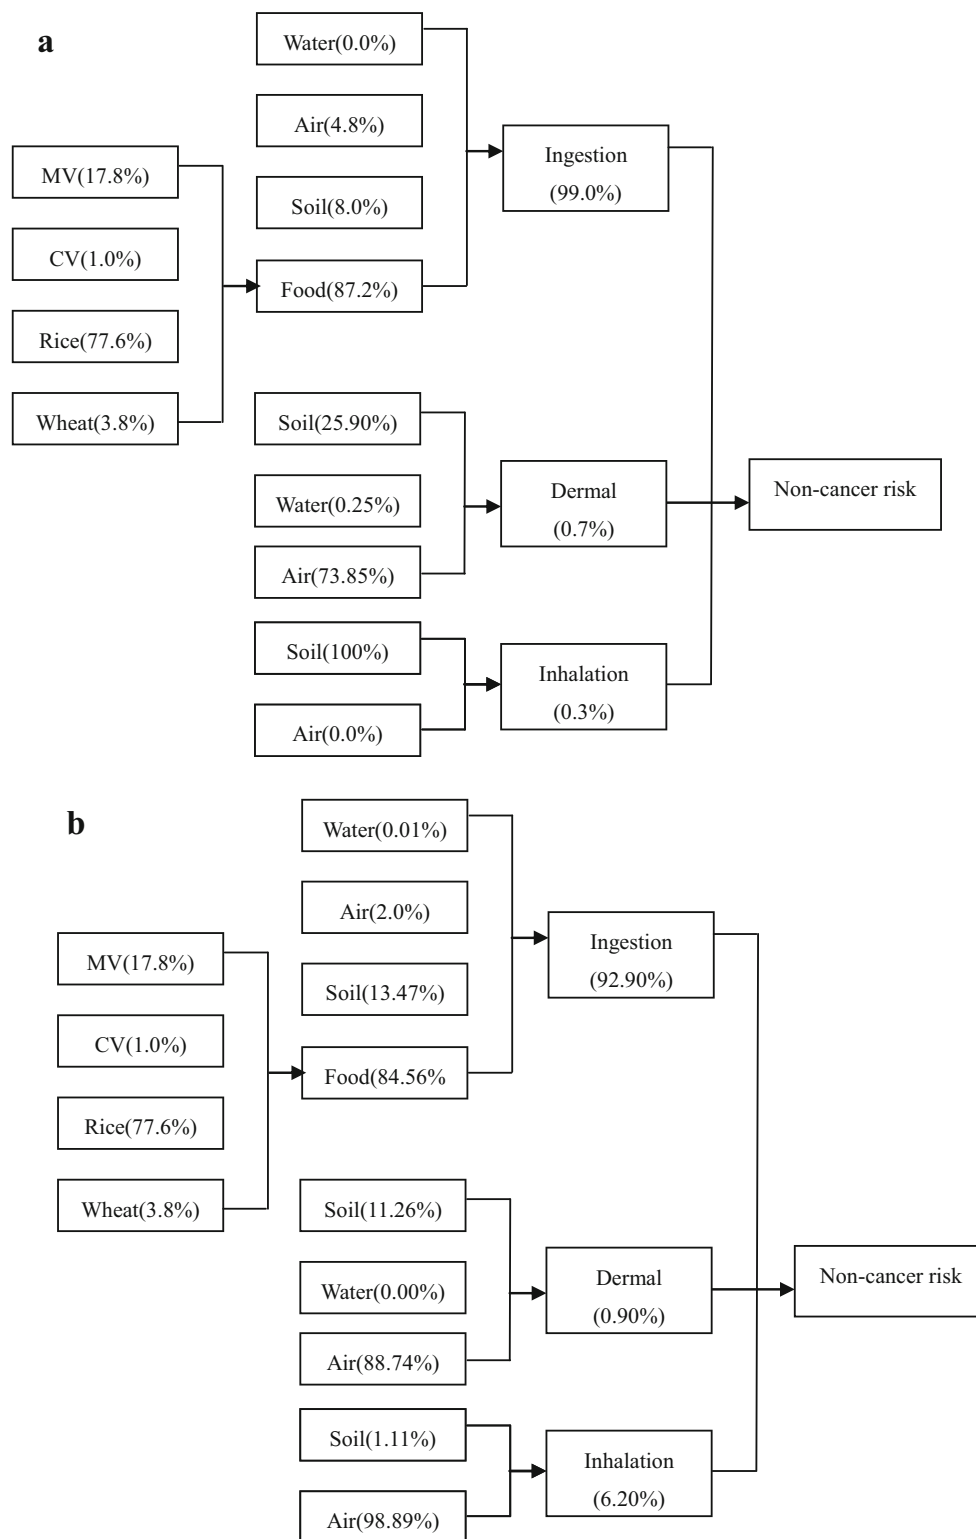 a
Water(0.0%)
Air(4.8%)
Soil(8.0%)
Food(87.2%)
MV(17.8%)
CV(1.0%)
Rice(77.6%)
Wheat(3.8%)
Ingestion
(99.0%)
Soil(25.90%)
Water(0.25%)
Air(73.85%)
Dermal
(0.7%)
Soil(100%)
Air(0.0%)
Inhalation
(0.3%)
Non-cancer risk
b
Water(0.01%)
Air(2.0%)
Soil(13.47%)
Food(84.56%
MV(17.8%)
CV(1.0%)
Rice(77.6%)
Wheat(3.8%)
Ingestion
(92.90%)
Soil(11.26%)
Water(0.00%)
Air(88.74%)
Dermal
(0.90%)
Soil(1.11%)
Air(98.89%)
Inhalation
(6.20%)
Non-cancer risk